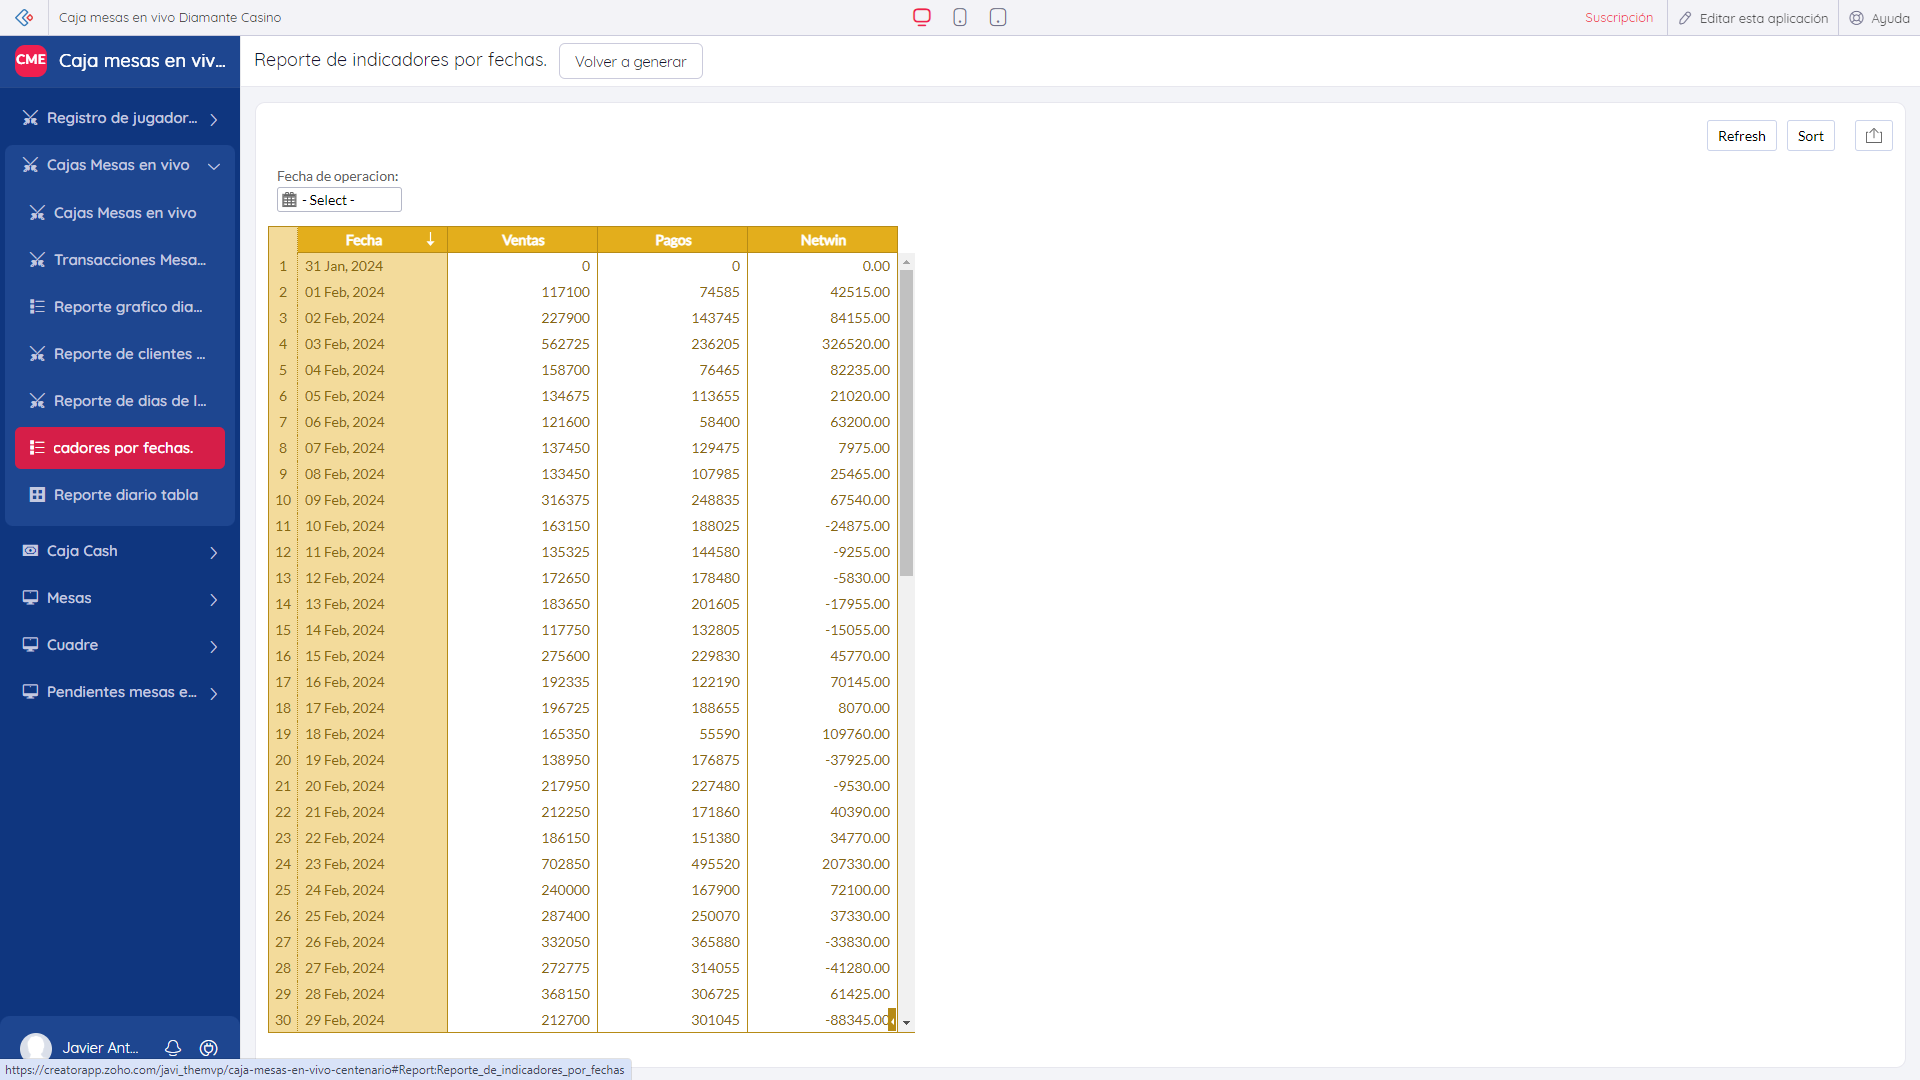 Caja mesas en vivo Diamante Casino
Suscripción
Editar esta aplicación
Ayuda
CME
Caja mesas en viv...
Reporte de indicadores por fechas.
Volver a generar
Registro de jugador...
Cajas Mesas en vivo
Cajas Mesas en vivo
Transacciones Mesa...
Reporte grafico dia...
Reporte de clientes ...
Reporte de dias de l...
cadores por fechas.
Reporte diario tabla
Caja Cash
Mesas
Cuadre
Pendientes mesas e...
Javier Ant...
Refresh
Sort
Fecha de operacion:
- Select -
Fecha Ventas Pagos Netwin
1 31 Jan, 2024 0 0 0.00
2 01 Feb, 2024 117100 74585 42515.00
3 02 Feb, 2024 227900 143745 84155.00
4 03 Feb, 2024 562725 236205 326520.00
5 04 Feb, 2024 158700 76465 82235.00
6 05 Feb, 2024 134675 113655 21020.00
7 06 Feb, 2024 121600 58400 63200.00
8 07 Feb, 2024 137450 129475 7975.00
9 08 Feb, 2024 133450 107985 25465.00
10 09 Feb, 2024 316375 248835 67540.00
11 10 Feb, 2024 163150 188025 -24875.00
12 11 Feb, 2024 135325 144580 -9255.00
13 12 Feb, 2024 172650 178480 -5830.00
14 13 Feb, 2024 183650 201605 -17955.00
15 14 Feb, 2024 117750 132805 -15055.00
16 15 Feb, 2024 275600 229830 45770.00
17 16 Feb, 2024 192335 122190 70145.00
18 17 Feb, 2024 196725 188655 8070.00
19 18 Feb, 2024 165350 55590 109760.00
20 19 Feb, 2024 138950 176875 -37925.00
21 20 Feb, 2024 217950 227480 -9530.00
22 21 Feb, 2024 212250 171860 40390.00
23 22 Feb, 2024 186150 151380 34770.00
24 23 Feb, 2024 702850 495520 207330.00
25 24 Feb, 2024 240000 167900 72100.00
26 25 Feb, 2024 287400 250070 37330.00
27 26 Feb, 2024 332050 365880 -33830.00
28 27 Feb, 2024 272775 314055 -41280.00
29 28 Feb, 2024 368150 306725 61425.00
30 29 Feb, 2024 212700 301045 -88345.00
https://creatorapp.zoho.com/javi_themvp/caja-mesas-en-vivo-centenario#Report:Reporte_de_indicadores_por_fechas